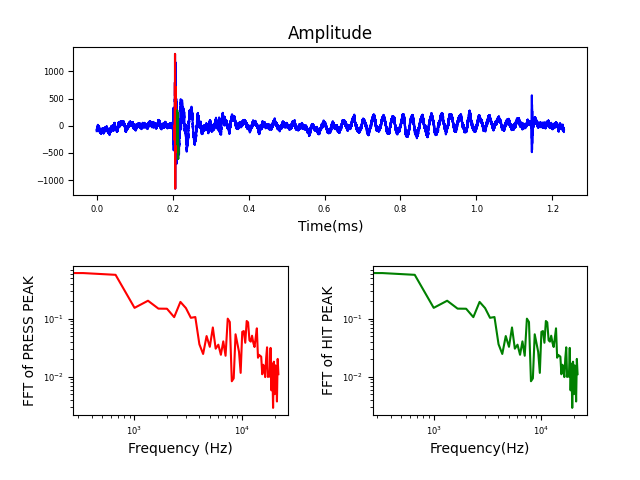 Amplitude
1000
500
0
−500
−1000
0.0 0.2 0.4 0.6 0.8 1.0 1.2
Time(ms)
FFT of PRESS PEAK
10⁻¹
10⁻²
10³ 10⁴
Frequency (Hz)
FFT of HIT PEAK
10⁻¹
10⁻²
10³ 10⁴
Frequency(Hz)